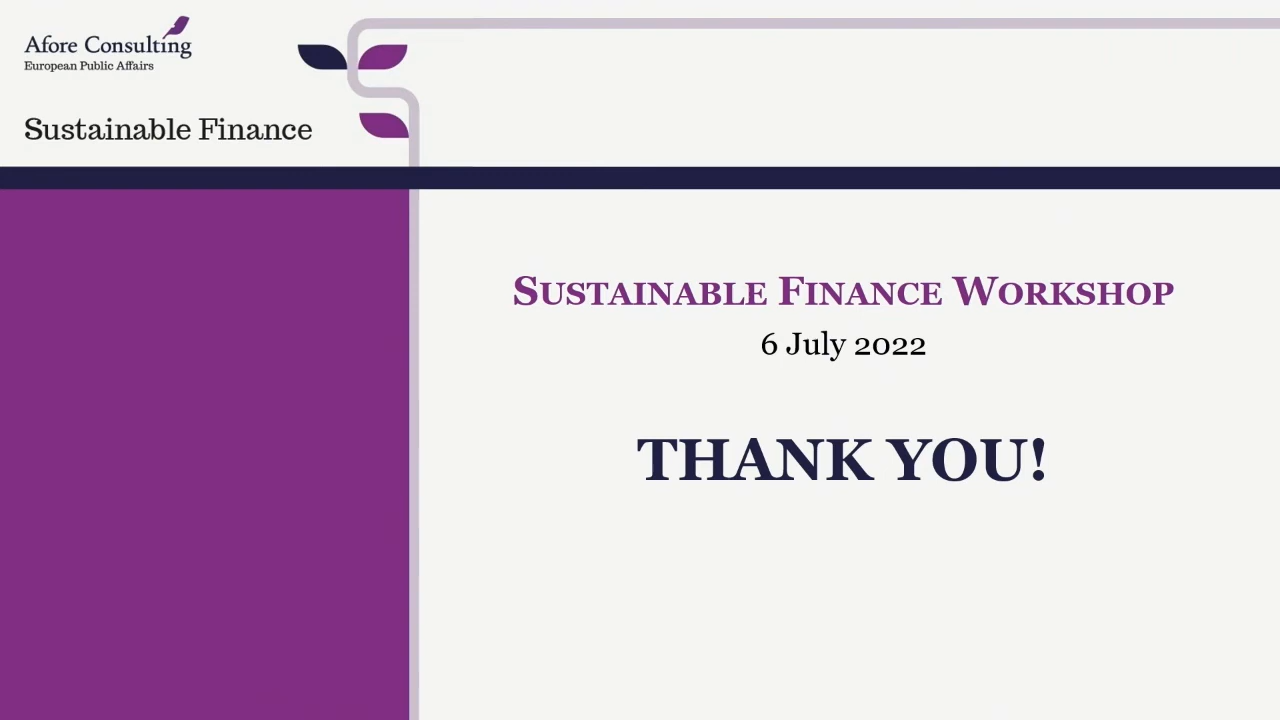 Afore Consulting
European Public Affairs
Sustainable Finance
Sustainable Finance Workshop
6 July 2022
THANK YOU!